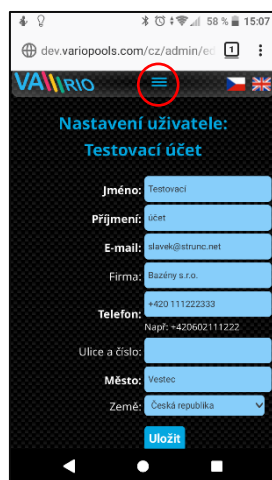 58 % 15:07
dev.variopools.com/cz/admin/ed 1
VARIO
Nastavení uživatele:
Testovací účet
Jméno: Testovací
Příjmení: účet
E-mail: slavek@strunc.net
Firma: Bazény s.r.o.
Telefon: +420 111222333
Např: +420602111222
Ulice a číslo:
Město: Vestec
Země: Česká republika
Uložit